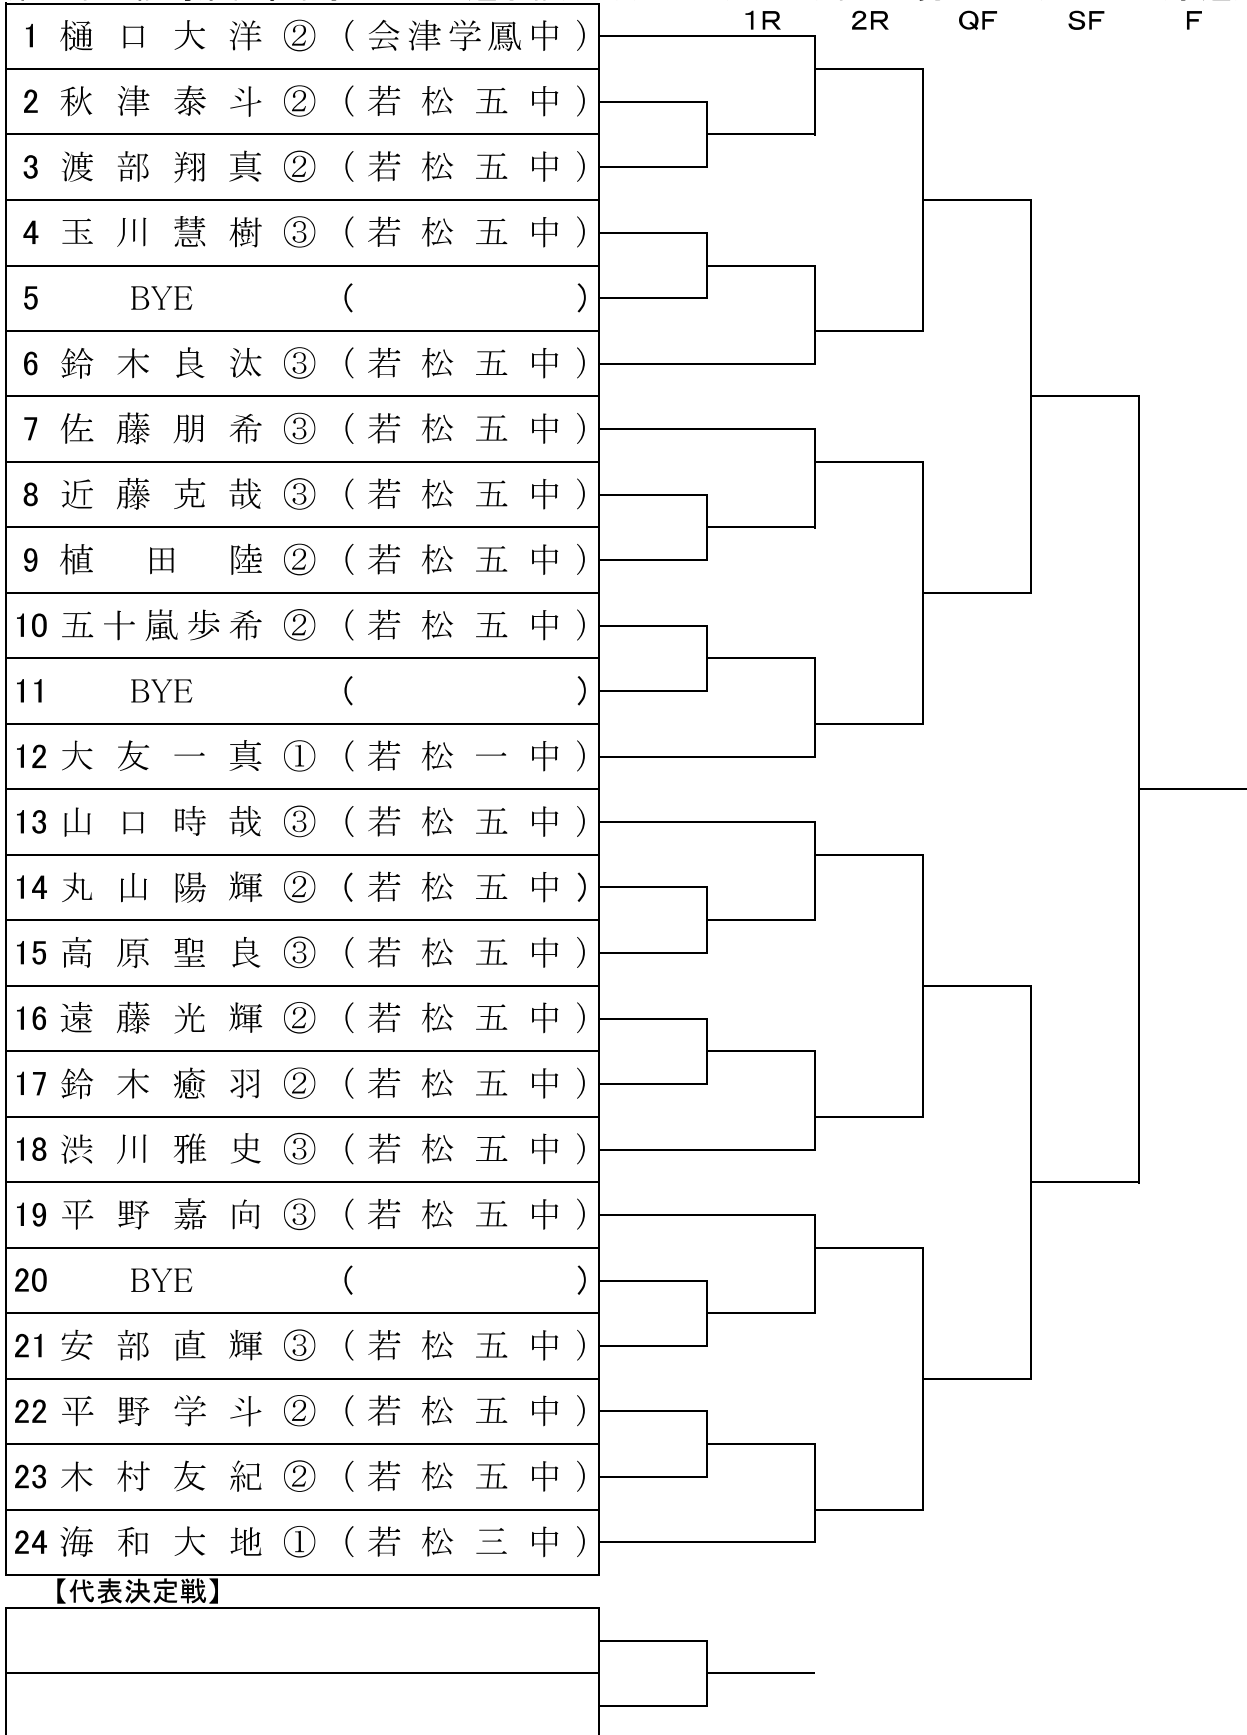 1R 2R QF SF F
1 樋口大洋②(会津学鳳中)
2 秋津泰斗②(若松五中)
3 渡部翔真②(若松五中)
4 玉川慧樹③(若松五中)
5 BYE ( )
6 鈴木良汰③(若松五中)
7 佐藤朋希③(若松五中)
8 近藤克哉③(若松五中)
9 植田陸②(若松五中)
10 五十嵐歩希②(若松五中)
11 BYE ( )
12 大友一真①(若松一中)
13 山口時哉③(若松五中)
14 丸山陽輝②(若松五中)
15 高原聖良③(若松五中)
16 遠藤光輝②(若松五中)
17 鈴木癒羽②(若松五中)
18 渋川雅史③(若松五中)
19 平野嘉向③(若松五中)
20 BYE ( )
21 安部直輝③(若松五中)
22 平野学斗②(若松五中)
23 木村友紀②(若松五中)
24 海和大地①(若松三中)
【代表決定戦】